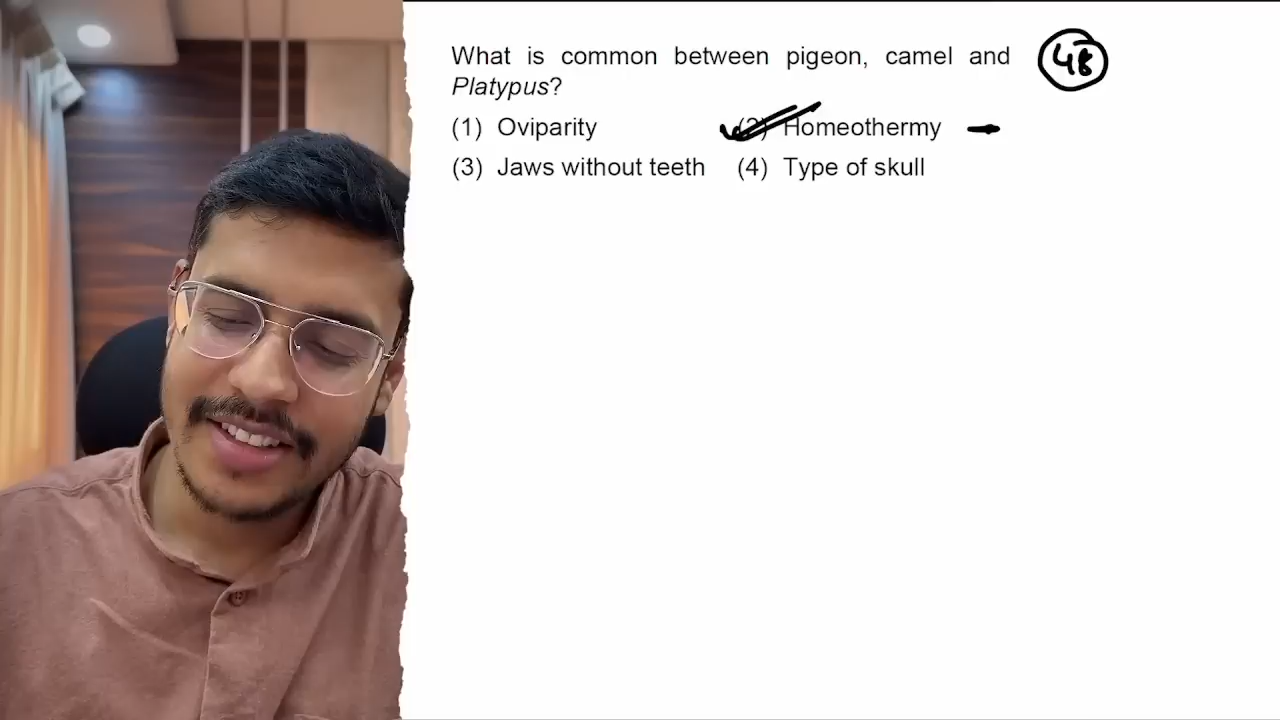 What is common between pigeon, camel and
Platypus?
48
(1) Oviparity (2) Homeothermy
(3) Jaws without teeth (4) Type of skull